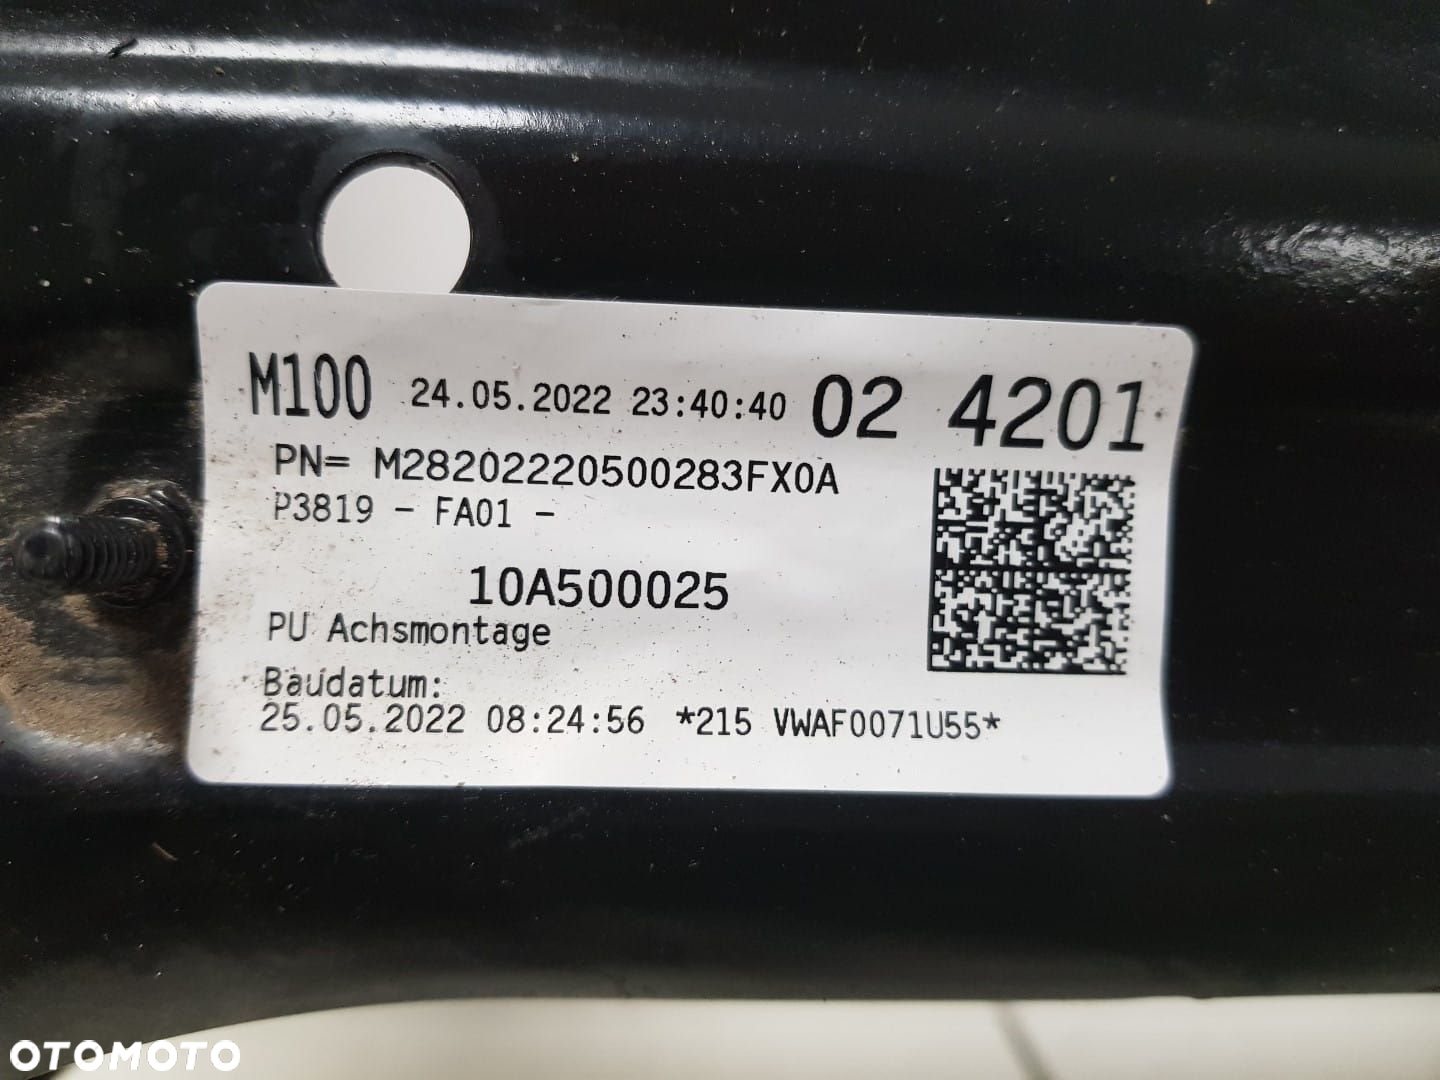 M100 24.05.2022 23:40:40 02 4201
PN= M28202220500283FX0A
P3819 - FA01 -
10A500025
PU Achsmontage
Baudatum:
25.05.2022 08:24:56 *215 VWAF0071U55*
OTOMOTO